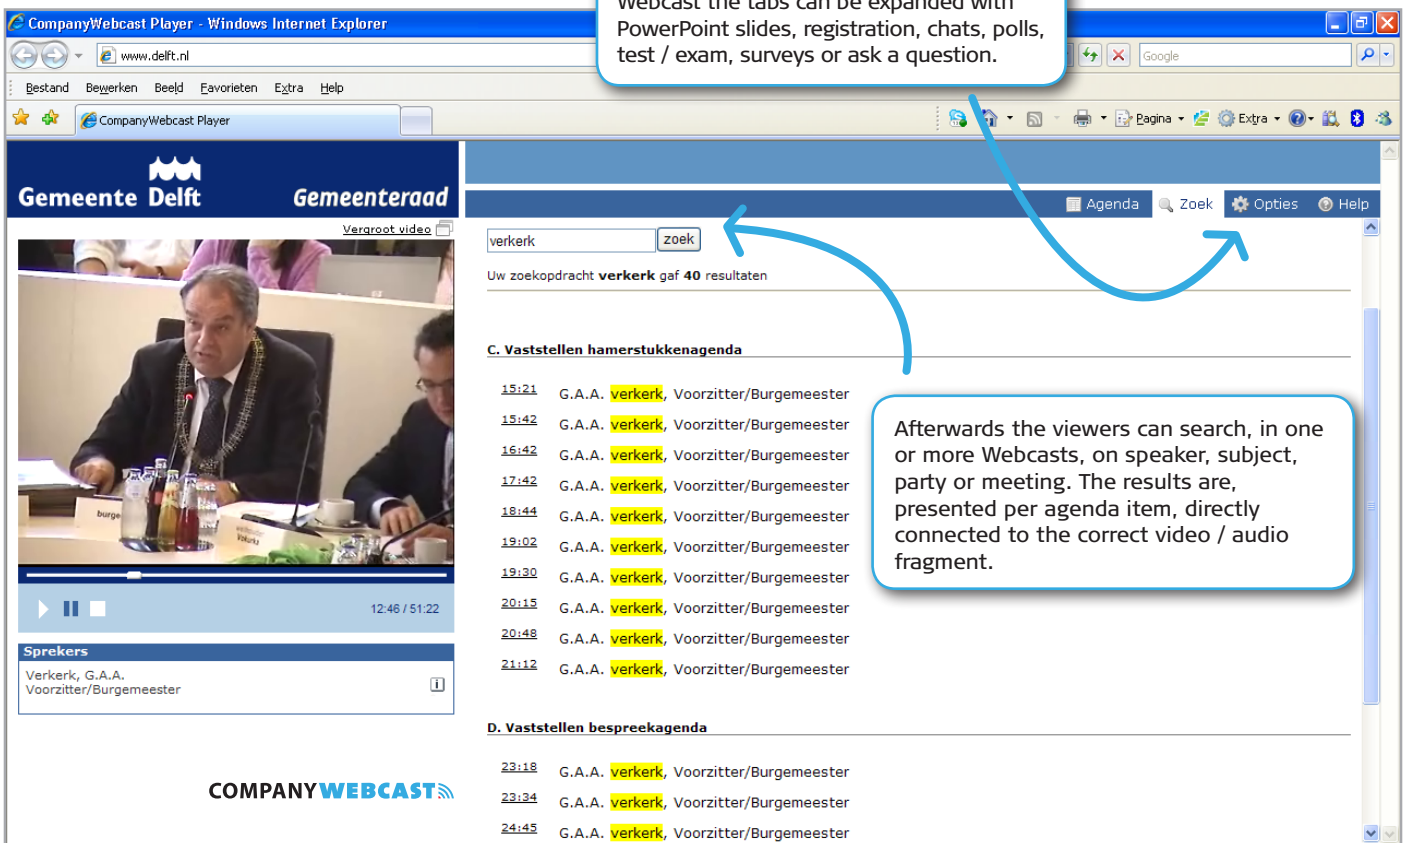 Webcast the tabs can be expanded with
PowerPoint slides, registration, chats, polls,
test / exam, surveys or ask a question.
CompanyWebcast Player - Windows Internet Explorer
www.delft.nl
Google
Bestand Bewerken Beeld Favorieten Extra Help
CompanyWebcast Player
Pagina Extra
Gemeente Delft Gemeenteraad
Agenda Zoek Opties Help
Vergroot video
verkerk zoek
Uw zoekopdracht verkerk gaf 40 resultaten
C. Vaststellen hamerstukkenagenda
15:21 G.A.A. verkerk, Voorzitter/Burgemeester
15:42 G.A.A. verkerk, Voorzitter/Burgemeester
16:42 G.A.A. verkerk, Voorzitter/Burgemeester
17:42 G.A.A. verkerk, Voorzitter/Burgemeester
18:44 G.A.A. verkerk, Voorzitter/Burgemeester
19:02 G.A.A. verkerk, Voorzitter/Burgemeester
19:30 G.A.A. verkerk, Voorzitter/Burgemeester
20:15 G.A.A. verkerk, Voorzitter/Burgemeester
20:48 G.A.A. verkerk, Voorzitter/Burgemeester
21:12 G.A.A. verkerk, Voorzitter/Burgemeester
Afterwards the viewers can search, in one
or more Webcasts, on speaker, subject,
party or meeting. The results are,
presented per agenda item, directly
connected to the correct video / audio
fragment.
12:46 / 51:22
Sprekers
Verkerk, G.A.A.
Voorzitter/Burgemeester
i
D. Vaststellen bespreekagenda
23:18 G.A.A. verkerk, Voorzitter/Burgemeester
23:34 G.A.A. verkerk, Voorzitter/Burgemeester
24:45 G.A.A. verkerk, Voorzitter/Burgemeester
COMPANYWEBCAST